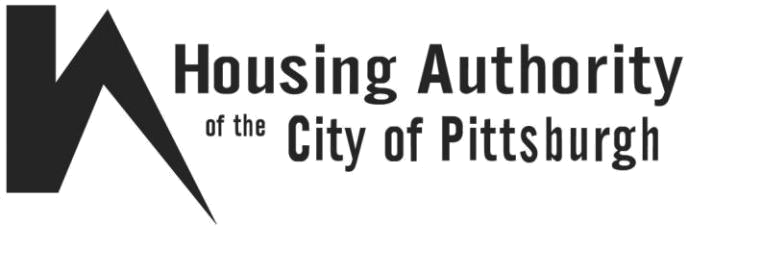 Housing Authority
of the City of Pittsburgh